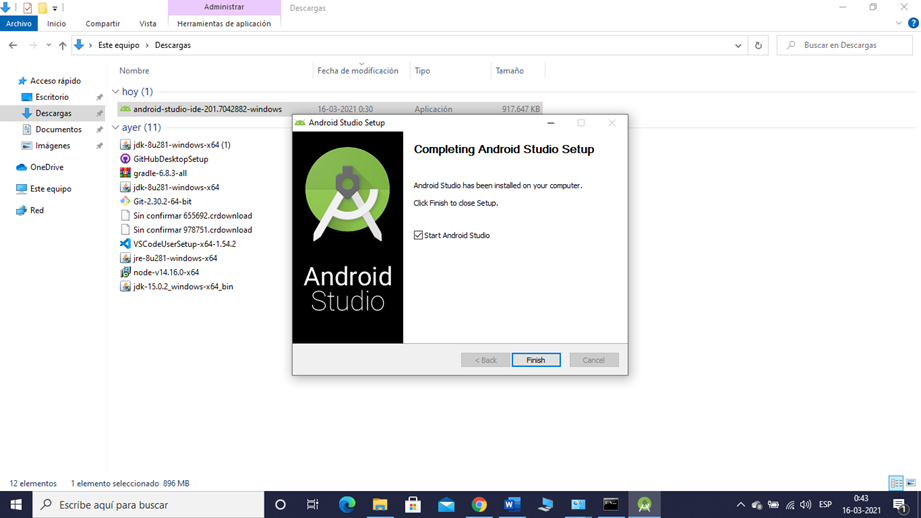 Administrar
Descargas
Archivo
Inicio
Compartir
Vista
Herramientas de aplicación
Este equipo
Descargas
Buscar en Descargas
Nombre
Fecha de modificación
Tipo
Tamaño
Acceso rápido
Escritorio
Descargas
Documentos
Imágenes
OneDrive
Este equipo
Red
hoy (1)
android-studio-ide-201.7042882-windows
16-03-2021 0:30
Aplicación
917.647 KB
ayer (11)
jdk-8u281-windows-x64 (1)
GitHubDesktopSetup
gradle-6.8.3-all
jdk-8u281-windows-x64
Git-2.30.2-64-bit
Sin confirmar 655692.crdownload
Sin confirmar 978751.crdownload
VSCodeUserSetup-x64-1.54.2
jre-8u281-windows-x64
node-v14.16.0-x64
jdk-15.0.2_windows-x64_bin
Android Studio Setup
Completing Android Studio Setup
Android Studio has been installed on your computer.
Click Finish to close Setup.
Start Android Studio
Android
Studio
< Back
Finish
Cancel
12 elementos
1 elemento seleccionado 896 MB
Escribe aquí para buscar
ESP
0:43
16-03-2021
1